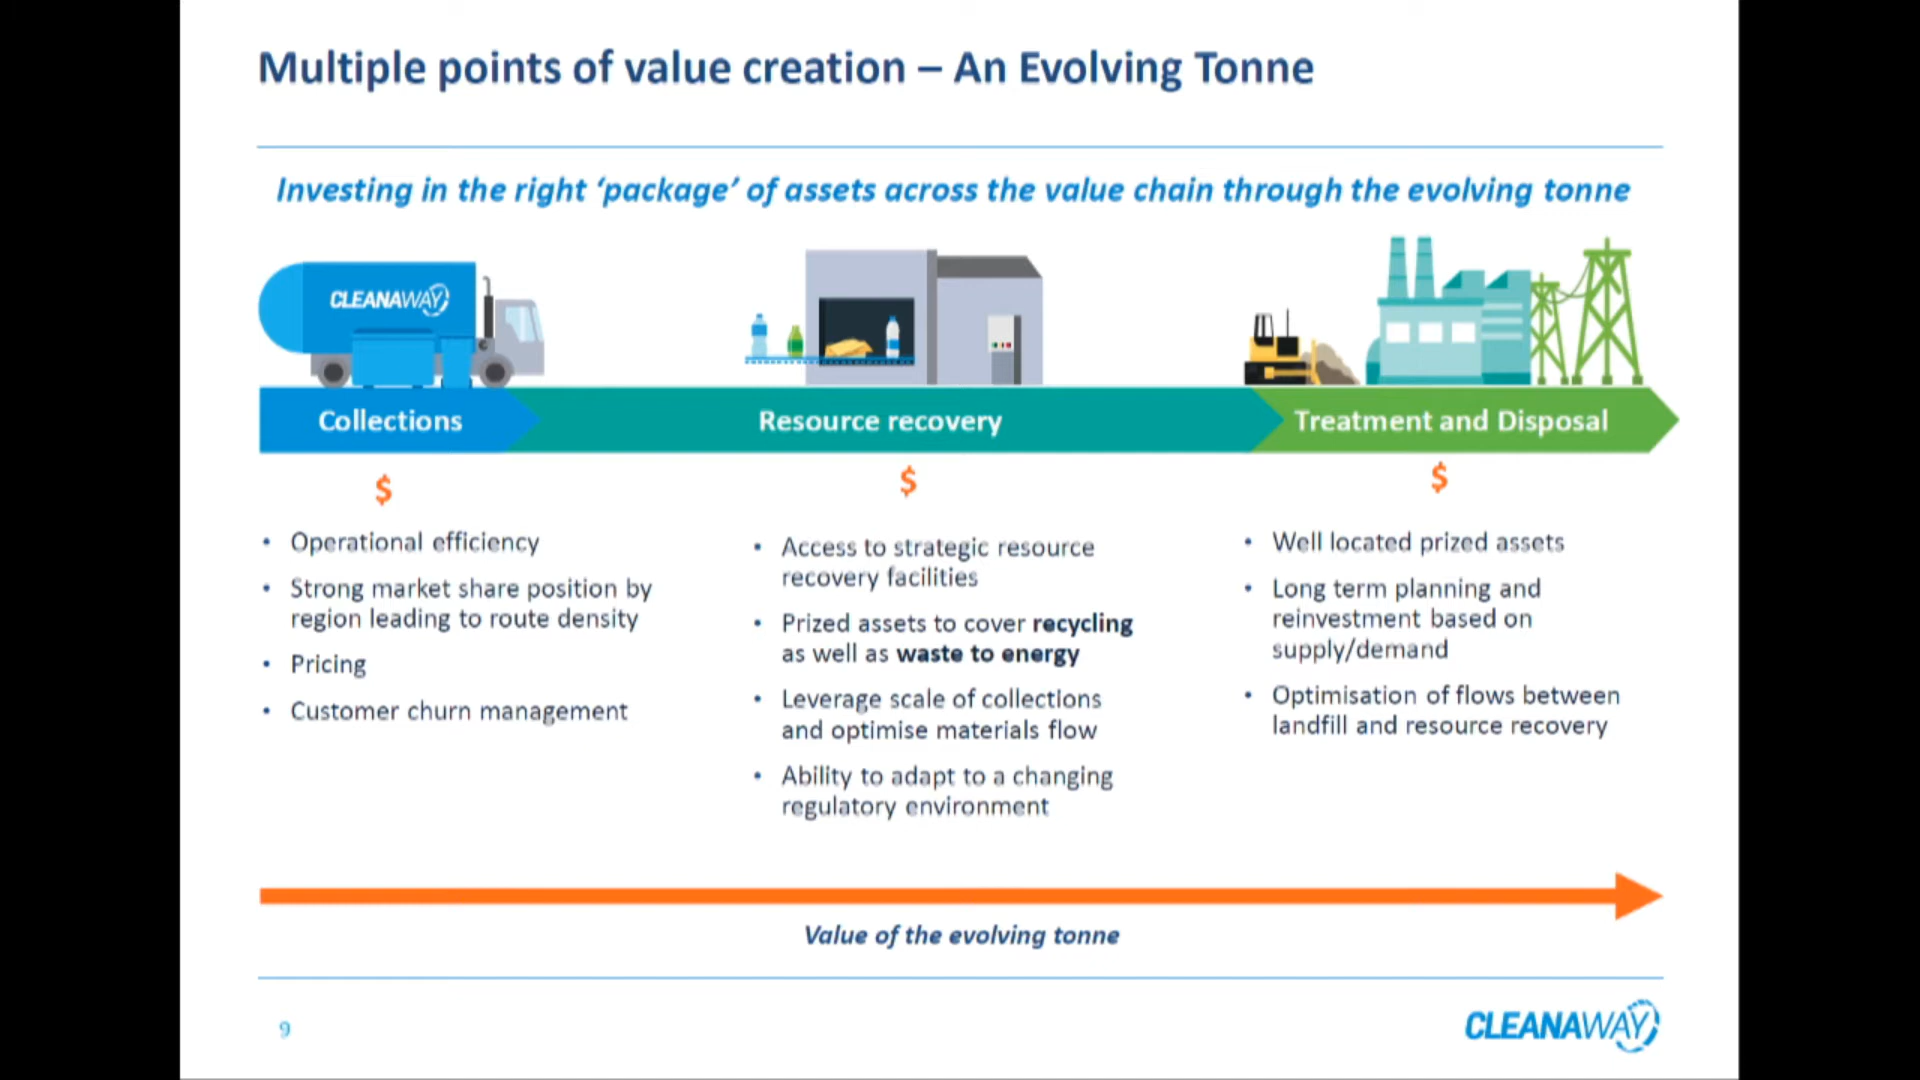 Multiple points of value creation – An Evolving Tonne
Investing in the right ‘package’ of assets across the value chain through the evolving tonne
CLEANAWAY
Collections
Resource recovery
Treatment and Disposal
$
$
$
• Operational efficiency
• Strong market share position by
region leading to route density
• Pricing
• Customer churn management
• Access to strategic resource
recovery facilities
• Prized assets to cover recycling
as well as waste to energy
• Leverage scale of collections
and optimise materials flow
• Ability to adapt to a changing
regulatory environment
• Well located prized assets
• Long term planning and
reinvestment based on
supply/demand
• Optimisation of flows between
landfill and resource recovery
Value of the evolving tonne
9
CLEANAWAY